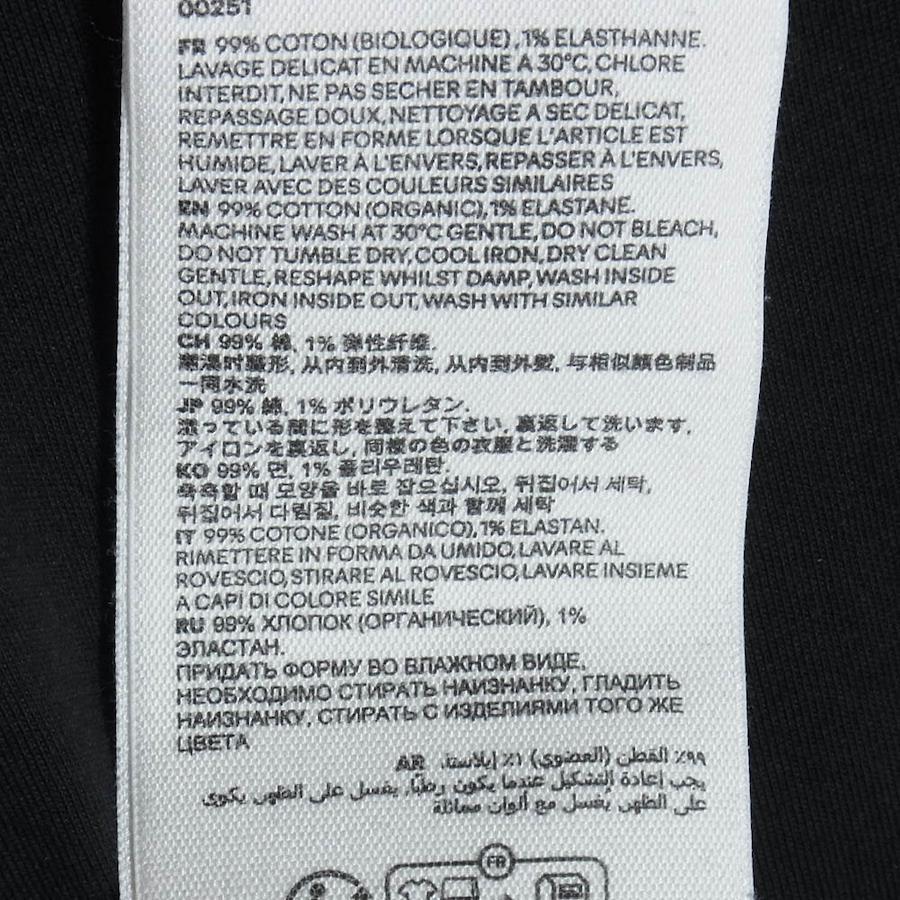 00251
FR 99% COTON (BIOLOGIQUE), 1% ELASTHANNE.
LAVAGE DELICAT EN MACHINE A 30°C, CHLORE
INTERDIT, NE PAS SECHER EN TAMBOUR,
REPASSAGE DOUX, NETTOYAGE A SEC DELICAT,
REMETTRE EN FORME LORSQUE L'ARTICLE EST
HUMIDE, LAVER À L'ENVERS, REPASSER À L'ENVERS,
LAVER AVEC DES COULEURS SIMILAIRES
EN 99% COTTON (ORGANIC), 1% ELASTANE.
MACHINE WASH AT 30°C GENTLE, DO NOT BLEACH,
DO NOT TUMBLE DRY, COOL IRON, DRY CLEAN
GENTLE, RESHAPE WHILST DAMP, WASH INSIDE
OUT, IRON INSIDE OUT, WASH WITH SIMILAR
COLOURS
CH 99% 綿, 1% 弹性纤维.
潮湿时整形, 从内到外清洗, 从内到外熨, 与相似颜色制品
一同水洗
JP 99% 綿, 1% ポリウレタン.
湿っている間に形を整えて下さい, 裏返して洗います,
アイロンを裏返し, 同様の色の衣服と洗濯する
KO 99% 면, 1% 폴리우레탄.
축축할 때 모양을 바로 잡으십시오, 뒤집어서 세탁,
뒤집어서 다림질, 비슷한 색과 함께 세탁
IT 99% COTONE (ORGANICO), 1% ELASTAN.
RIMETTERE IN FORMA DA UMIDO, LAVARE AL
ROVESCIO, STIRARE AL ROVESCIO, LAVARE INSIEME
A CAPI DI COLORE SIMILE
RU 99% ХЛОПОК (ОРГАНИЧЕСКИЙ), 1%
ЭЛАСТАН.
ПРИДАТЬ ФОРМУ ВО ВЛАЖНОМ ВИДЕ,
НЕОБХОДИМО СТИРАТЬ НАИЗНАНКУ, ГЛАДИТЬ
НАИЗНАНКУ, СТИРАТЬ С ИЗДЕЛИЯМИ ТОГО ЖЕ
ЦВЕТА
٩٩٪ القطن (العضوي) ١٪ إيلاستا. AR
يجب إعادة التشكيل عندما يكون رطبًا, يغسل على الظهر, يكوى
على الظهر, يغسل مع ألوان مماثلة
FR